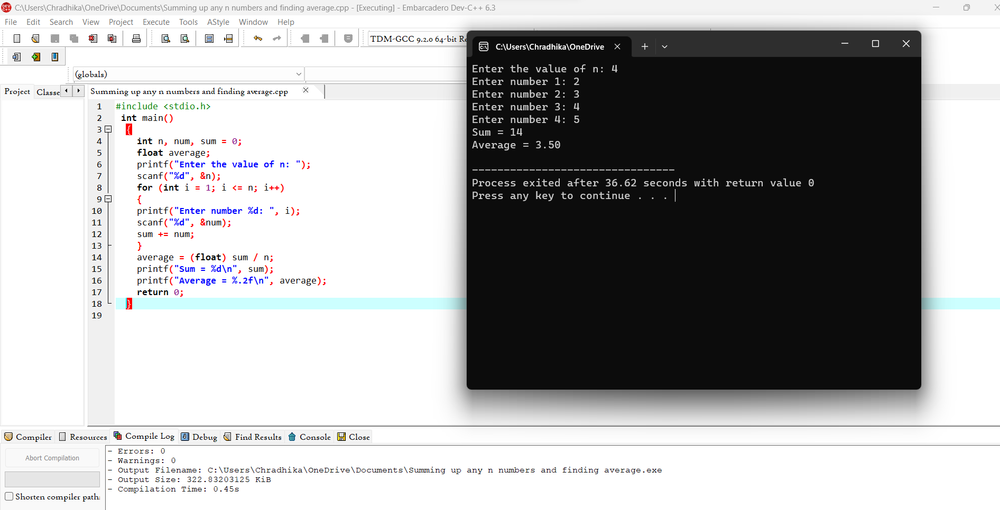 C:\Users\Chradhika\OneDrive\Documents\Summing up any n numbers and finding average.cpp - [Executing] - Embarcadero Dev-C++ 6.3
File Edit Search View Project Execute Tools AStyle Window Help
TDM-GCC 9.2.0 64-bit Re
(globals)
Project Classe
Summing up any n numbers and finding average.cpp
1 #include <stdio.h>
2 int main()
3 {
4 int n, num, sum = 0;
5 float average;
6 printf("Enter the value of n: ");
7 scanf("%d", &n);
8 for (int i = 1; i <= n; i++)
9 {
10 printf("Enter number %d: ", i);
11 scanf("%d", &num);
12 sum += num;
13 }
14 average = (float) sum / n;
15 printf("Sum = %d\n", sum);
16 printf("Average = %.2f\n", average);
17 return 0;
18 }
19
C:\Users\Chradhika\OneDrive
Enter the value of n: 4
Enter number 1: 2
Enter number 2: 3
Enter number 3: 4
Enter number 4: 5
Sum = 14
Average = 3.50
--------------------------------
Process exited after 36.62 seconds with return value 0
Press any key to continue . . .
Compiler Resources Compile Log Debug Find Results Console Close
Abort Compilation
Shorten compiler path
- Errors: 0
- Warnings: 0
- Output Filename: C:\Users\Chradhika\OneDrive\Documents\Summing up any n numbers and finding average.exe
- Output Size: 322.83203125 KiB
- Compilation Time: 0.45s